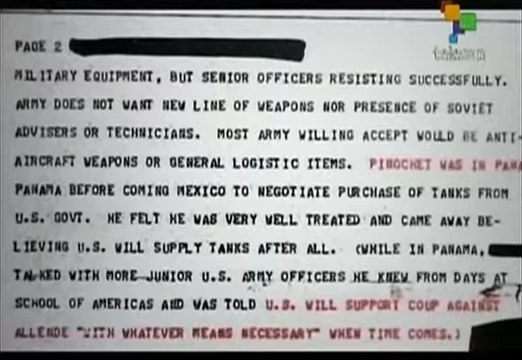 PAGE 2
MILITARY EQUIPMENT, BUT SENIOR OFFICERS RESISTING SUCCESSFULLY.
ARMY DOES NOT WANT NEW LINE OF WEAPONS NOR PRESENCE OF SOVIET
ADVISERS OR TECHNICIANS. MOST ARMY WILLING ACCEPT WOULD BE ANTI-
AIRCRAFT WEAPONS OR GENERAL LOGISTIC ITEMS. PINOCHET WAS IN PANA
PANAMA BEFORE COMING MEXICO TO NEGOTIATE PURCHASE OF TANKS FROM
U.S. GOVT. HE FELT HE WAS VERY WELL TREATED AND CAME AWAY BE-
LIEVING U.S. WILL SUPPLY TANKS AFTER ALL. (WHILE IN PANAMA,
TALKED WITH MORE JUNIOR U.S. ARMY OFFICERS HE KNEW FROM DAYS AT
SCHOOL OF AMERICAS AND WAS TOLD U.S. WILL SUPPORT COUP AGAINST
ALLENDE "WITH WHATEVER MEANS NECESSARY" WHEN TIME COMES.)